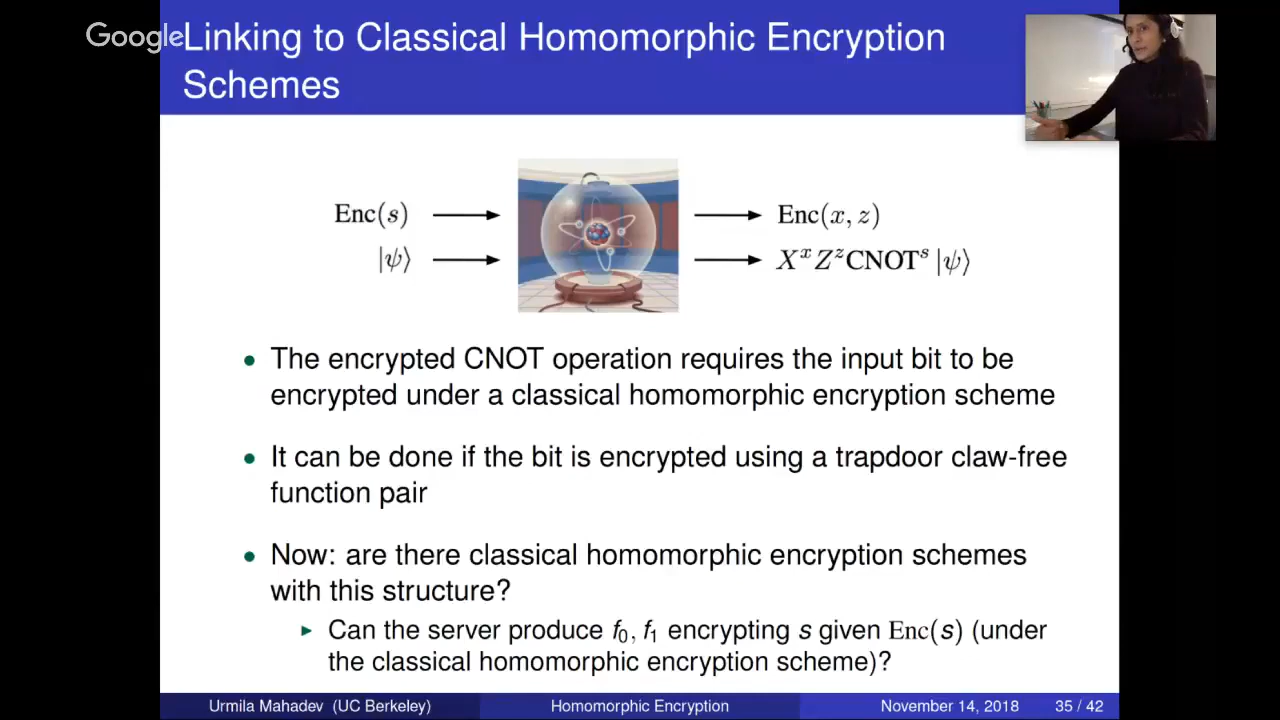 Google
Linking to Classical Homomorphic Encryption
Schemes
Enc(s)
Enc(x, z)
|ψ⟩
XˣZᶻCNOTˢ|ψ⟩
• The encrypted CNOT operation requires the input bit to be
encrypted under a classical homomorphic encryption scheme
• It can be done if the bit is encrypted using a trapdoor claw-free
function pair
• Now: are there classical homomorphic encryption schemes
with this structure?
▸ Can the server produce f₀, f₁ encrypting s given Enc(s) (under
the classical homomorphic encryption scheme)?
Urmila Mahadev (UC Berkeley) Homomorphic Encryption November 14, 2018 35 / 42